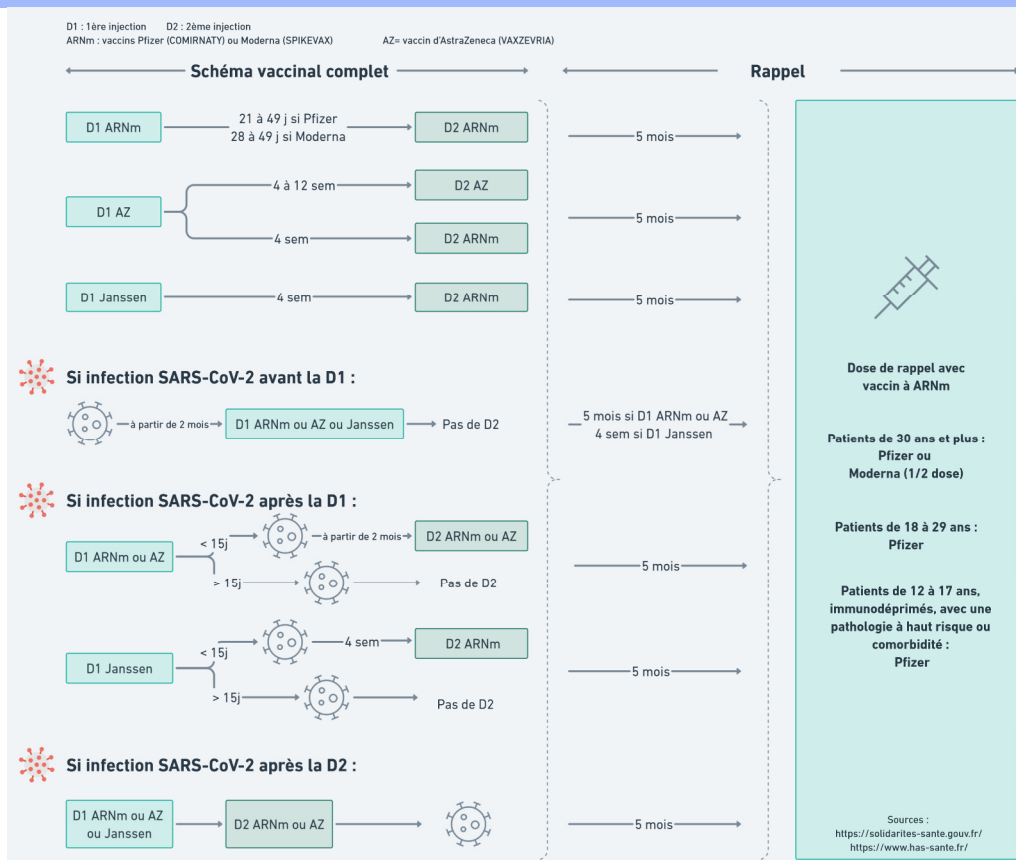 D1 : 1ère injection D2 : 2ème injection
ARNm : vaccins Pfizer (COMIRNATY) ou Moderna (SPIKEVAX) AZ= vaccin d'AstraZeneca (VAXZEVRIA)
Schéma vaccinal complet
Rappel
D1 ARNm
21 à 49 j si Pfizer
28 à 49 j si Moderna
D2 ARNm
5 mois
D1 AZ
4 à 12 sem
D2 AZ
4 sem
D2 ARNm
5 mois
D1 Janssen
4 sem
D2 ARNm
5 mois
Si infection SARS-CoV-2 avant la D1 :
à partir de 2 mois
D1 ARNm ou AZ ou Janssen
Pas de D2
5 mois si D1 ARNm ou AZ
4 sem si D1 Janssen
Si infection SARS-CoV-2 après la D1 :
D1 ARNm ou AZ
< 15j
à partir de 2 mois
D2 ARNm ou AZ
> 15j
Pas de D2
5 mois
D1 Janssen
< 15j
4 sem
D2 ARNm
> 15j
Pas de D2
5 mois
Si infection SARS-CoV-2 après la D2 :
D1 ARNm ou AZ
ou Janssen
D2 ARNm ou AZ
5 mois
Dose de rappel avec
vaccin à ARNm
Patients de 30 ans et plus :
Pfizer ou
Moderna (1/2 dose)
Patients de 18 à 29 ans :
Pfizer
Patients de 12 à 17 ans,
immunodéprimés, avec une
pathologie à haut risque ou
comorbidité :
Pfizer
Sources :
https://solidarites-sante.gouv.fr/
https://www.has-sante.fr/